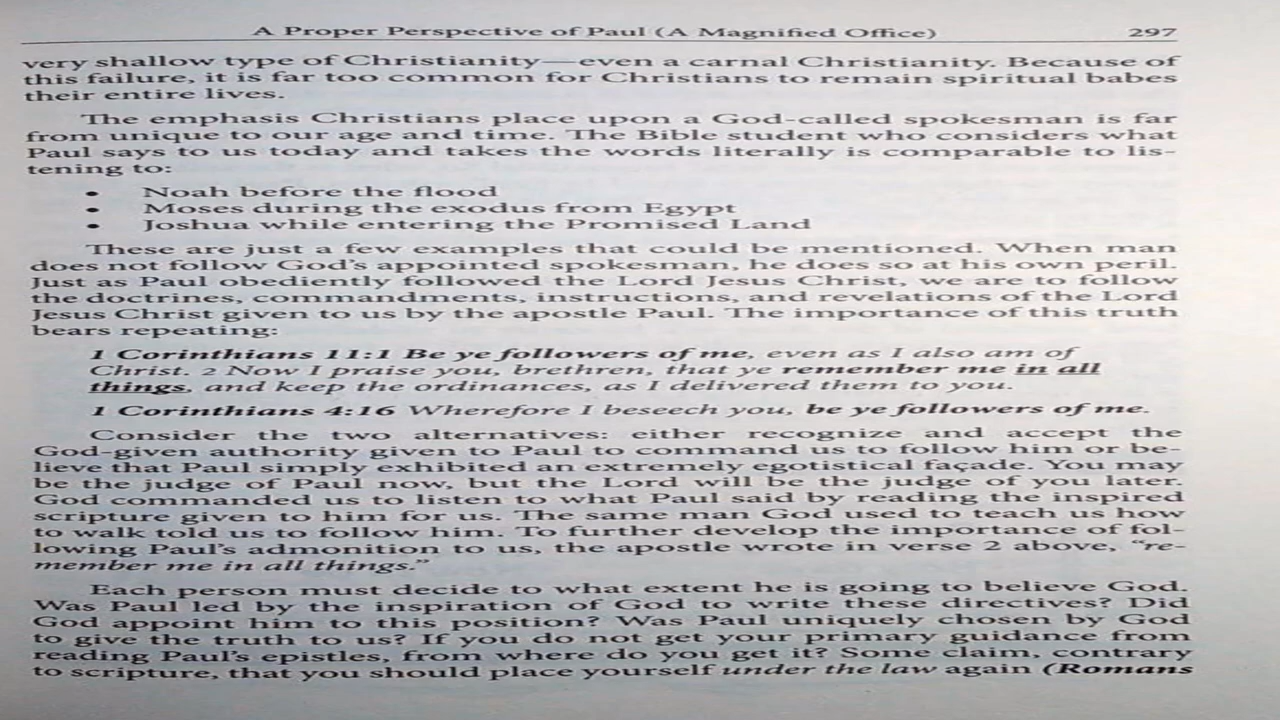 A Proper Perspective of Paul (A Magnified Office) 297
very shallow type of Christianity—even a carnal Christianity. Because of
this failure, it is far too common for Christians to remain spiritual babes
their entire lives.
The emphasis Christians place upon a God-called spokesman is far
from unique to our age and time. The Bible student who considers what
Paul says to us today and takes the words literally is comparable to lis-
tening to:
• Noah before the flood
• Moses during the exodus from Egypt
• Joshua while entering the Promised Land
These are just a few examples that could be mentioned. When man
does not follow God's appointed spokesman, he does so at his own peril.
Just as Paul obediently followed the Lord Jesus Christ, we are to follow
the doctrines, commandments, instructions, and revelations of the Lord
Jesus Christ given to us by the apostle Paul. The importance of this truth
bears repeating:
1 Corinthians 11:1 Be ye followers of me, even as I also am of
Christ. 2 Now I praise you, brethren, that ye remember me in all
things, and keep the ordinances, as I delivered them to you.
1 Corinthians 4:16 Wherefore I beseech you, be ye followers of me.
Consider the two alternatives: either recognize and accept the
God-given authority given to Paul to command us to follow him or be-
lieve that Paul simply exhibited an extremely egotistical façade. You may
be the judge of Paul now, but the Lord will be the judge of you later.
God commanded us to listen to what Paul said by reading the inspired
scripture given to him for us. The same man God used to teach us how
to walk told us to follow him. To further develop the importance of fol-
lowing Paul's admonition to us, the apostle wrote in verse 2 above, "re-
member me in all things."
Each person must decide to what extent he is going to believe God.
Was Paul led by the inspiration of God to write these directives? Did
God appoint him to this position? Was Paul uniquely chosen by God
to give the truth to us? If you do not get your primary guidance from
reading Paul's epistles, from where do you get it? Some claim, contrary
to scripture, that you should place yourself under the law again (Romans